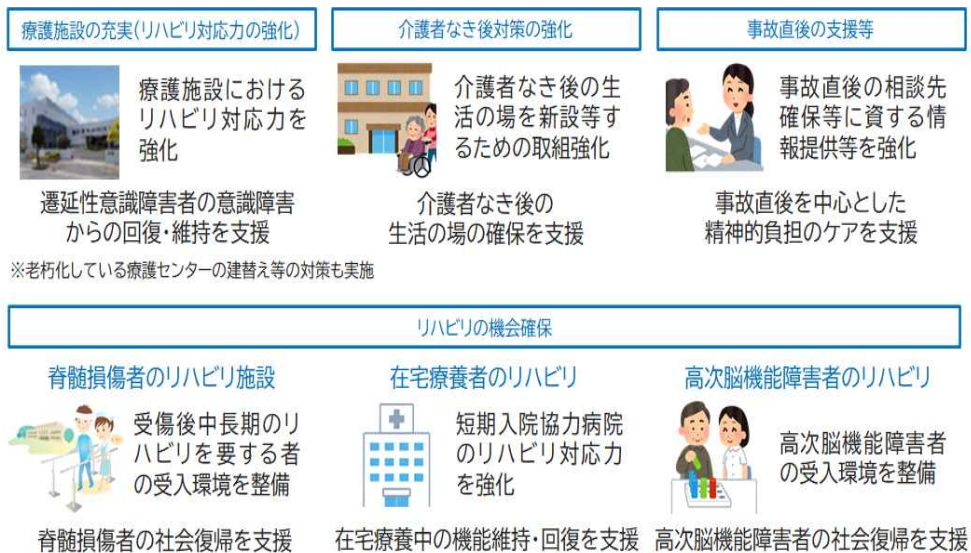 療護施設の充実(リハビリ対応力の強化)
療護施設における
リハビリ対応力を
強化
遷延性意識障害者の意識障害
からの回復・維持を支援
※老朽化している療護センターの建替え等の対策も実施
介護者なき後対策の強化
介護者なき後の生
活の場を新設等す
るための取組強化
介護者なき後の
生活の場の確保を支援
事故直後の支援等
事故直後の相談先
確保等に資する情
報提供等を強化
事故直後を中心とした
精神的負担のケアを支援
リハビリの機会確保
脊髄損傷者のリハビリ施設
受傷後中長期のリ
ハビリを要する者
の受入環境を整備
脊髄損傷者の社会復帰を支援
在宅療養者のリハビリ
短期入院協力病院
のリハビリ対応力
を強化
在宅療養中の機能維持・回復を支援
高次脳機能障害者のリハビリ
高次脳機能障害者
の受入環境を整備
高次脳機能障害者の社会復帰を支援